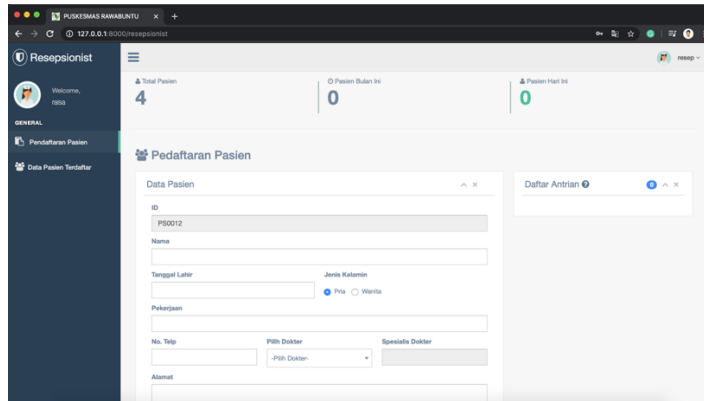 PUSKESMAS RAWABUNTU
127.0.0.1:8000/resepsionist
Resepsionist
resep
Welcome,
rasa
GENERAL
Pendaftaran Pasien
Data Pasien Terdaftar
Total Pasien
4
Pasien Bulan Ini
0
Pasien Hari Ini
0
Pedaftaran Pasien
Data Pasien
ID
PS0012
Nama
Tanggal Lahir
Jenis Kelamin
Pria Wanita
Pekerjaan
No. Telp
Pilih Dokter
-Pilih Dokter-
Spesialis Dokter
Alamat
Daftar Antrian
0